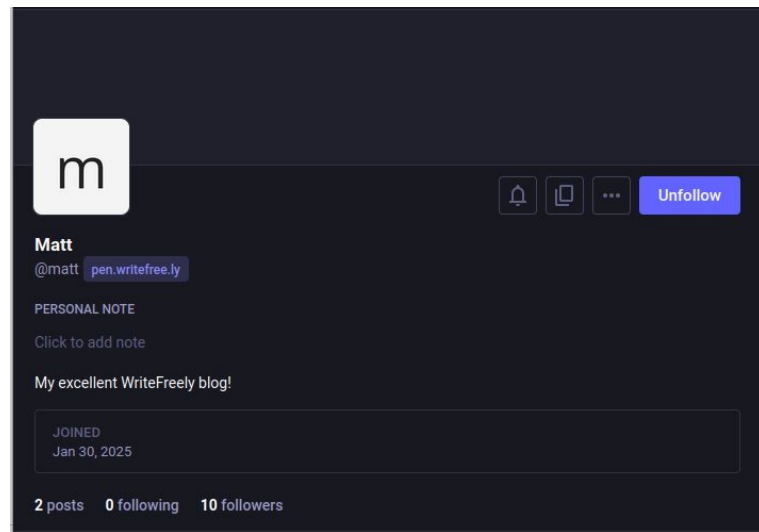 m
Unfollow
Matt
@matt pen.writefree.ly
PERSONAL NOTE
Click to add note
My excellent WriteFreely blog!
JOINED
Jan 30, 2025
2 posts 0 following 10 followers